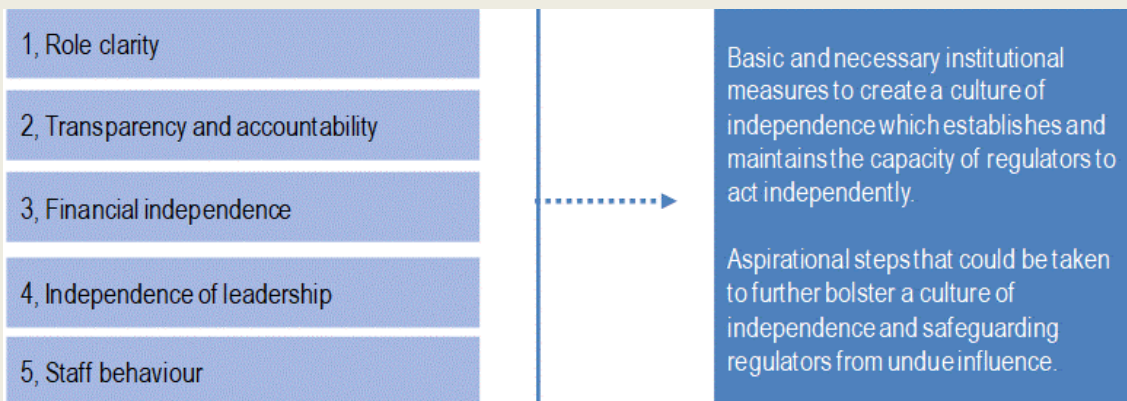 1, Role clarity
2, Transparency and accountability
3, Financial independence
4, Independence of leadership
5, Staff behaviour
Basic and necessary institutional
measures to create a culture of
independence which establishes and
maintains the capacity of regulators to
act independently.
Aspirational steps that could be taken
to further bolster a culture of
independence and safeguarding
regulators from undue influence.